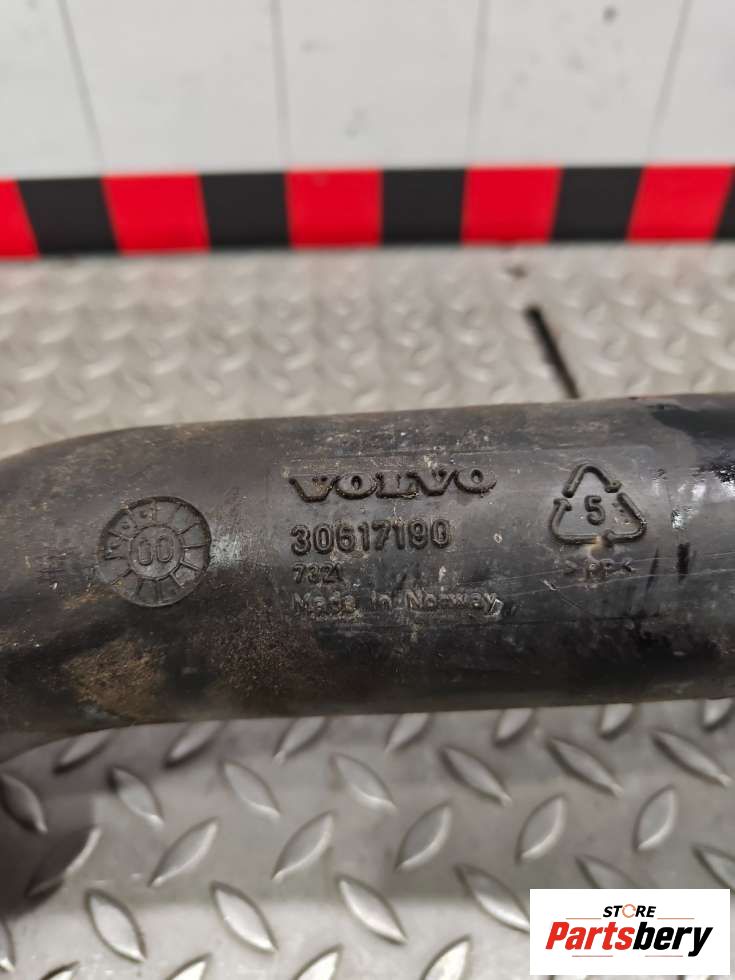 VOLVO
30617190
7321
Made in Norway
5
>PP<
00
STORE
Partsbery